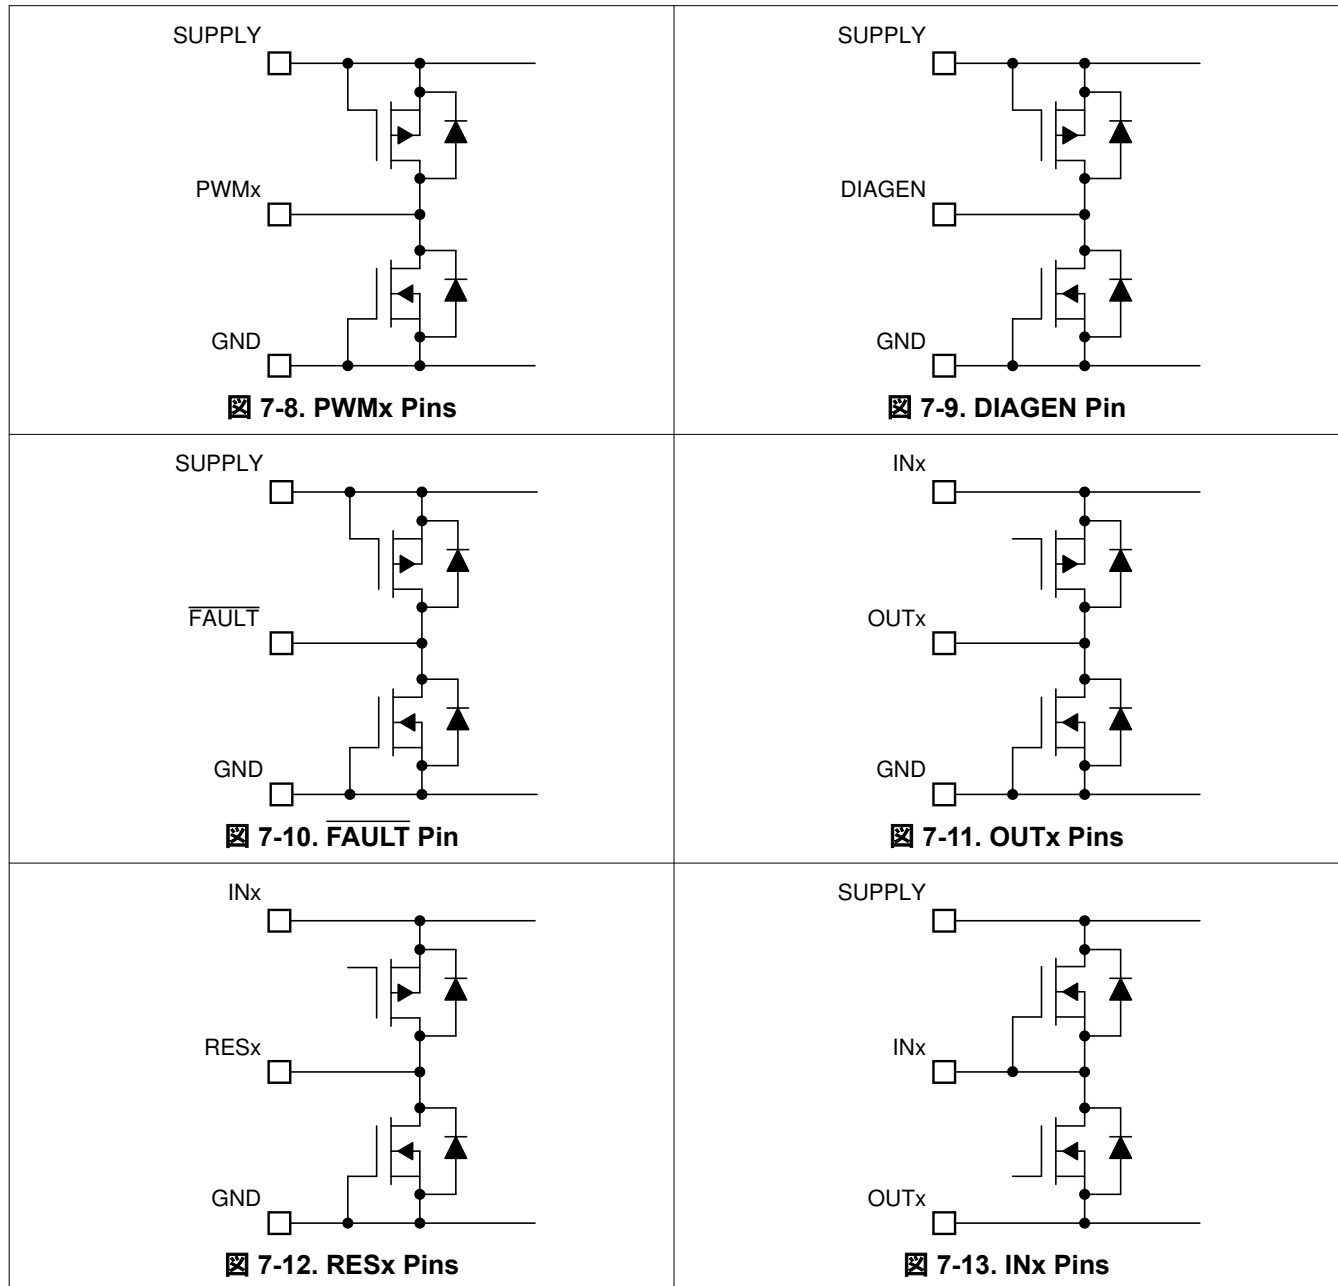 SUPPLY
PWMx
GND
図 7-8. PWMx Pins
SUPPLY
DIAGEN
GND
図 7-9. DIAGEN Pin
SUPPLY
FAULT
GND
図 7-10. FAULT Pin
INx
OUTx
GND
図 7-11. OUTx Pins
INx
RESx
GND
図 7-12. RESx Pins
SUPPLY
INx
OUTx
図 7-13. INx Pins